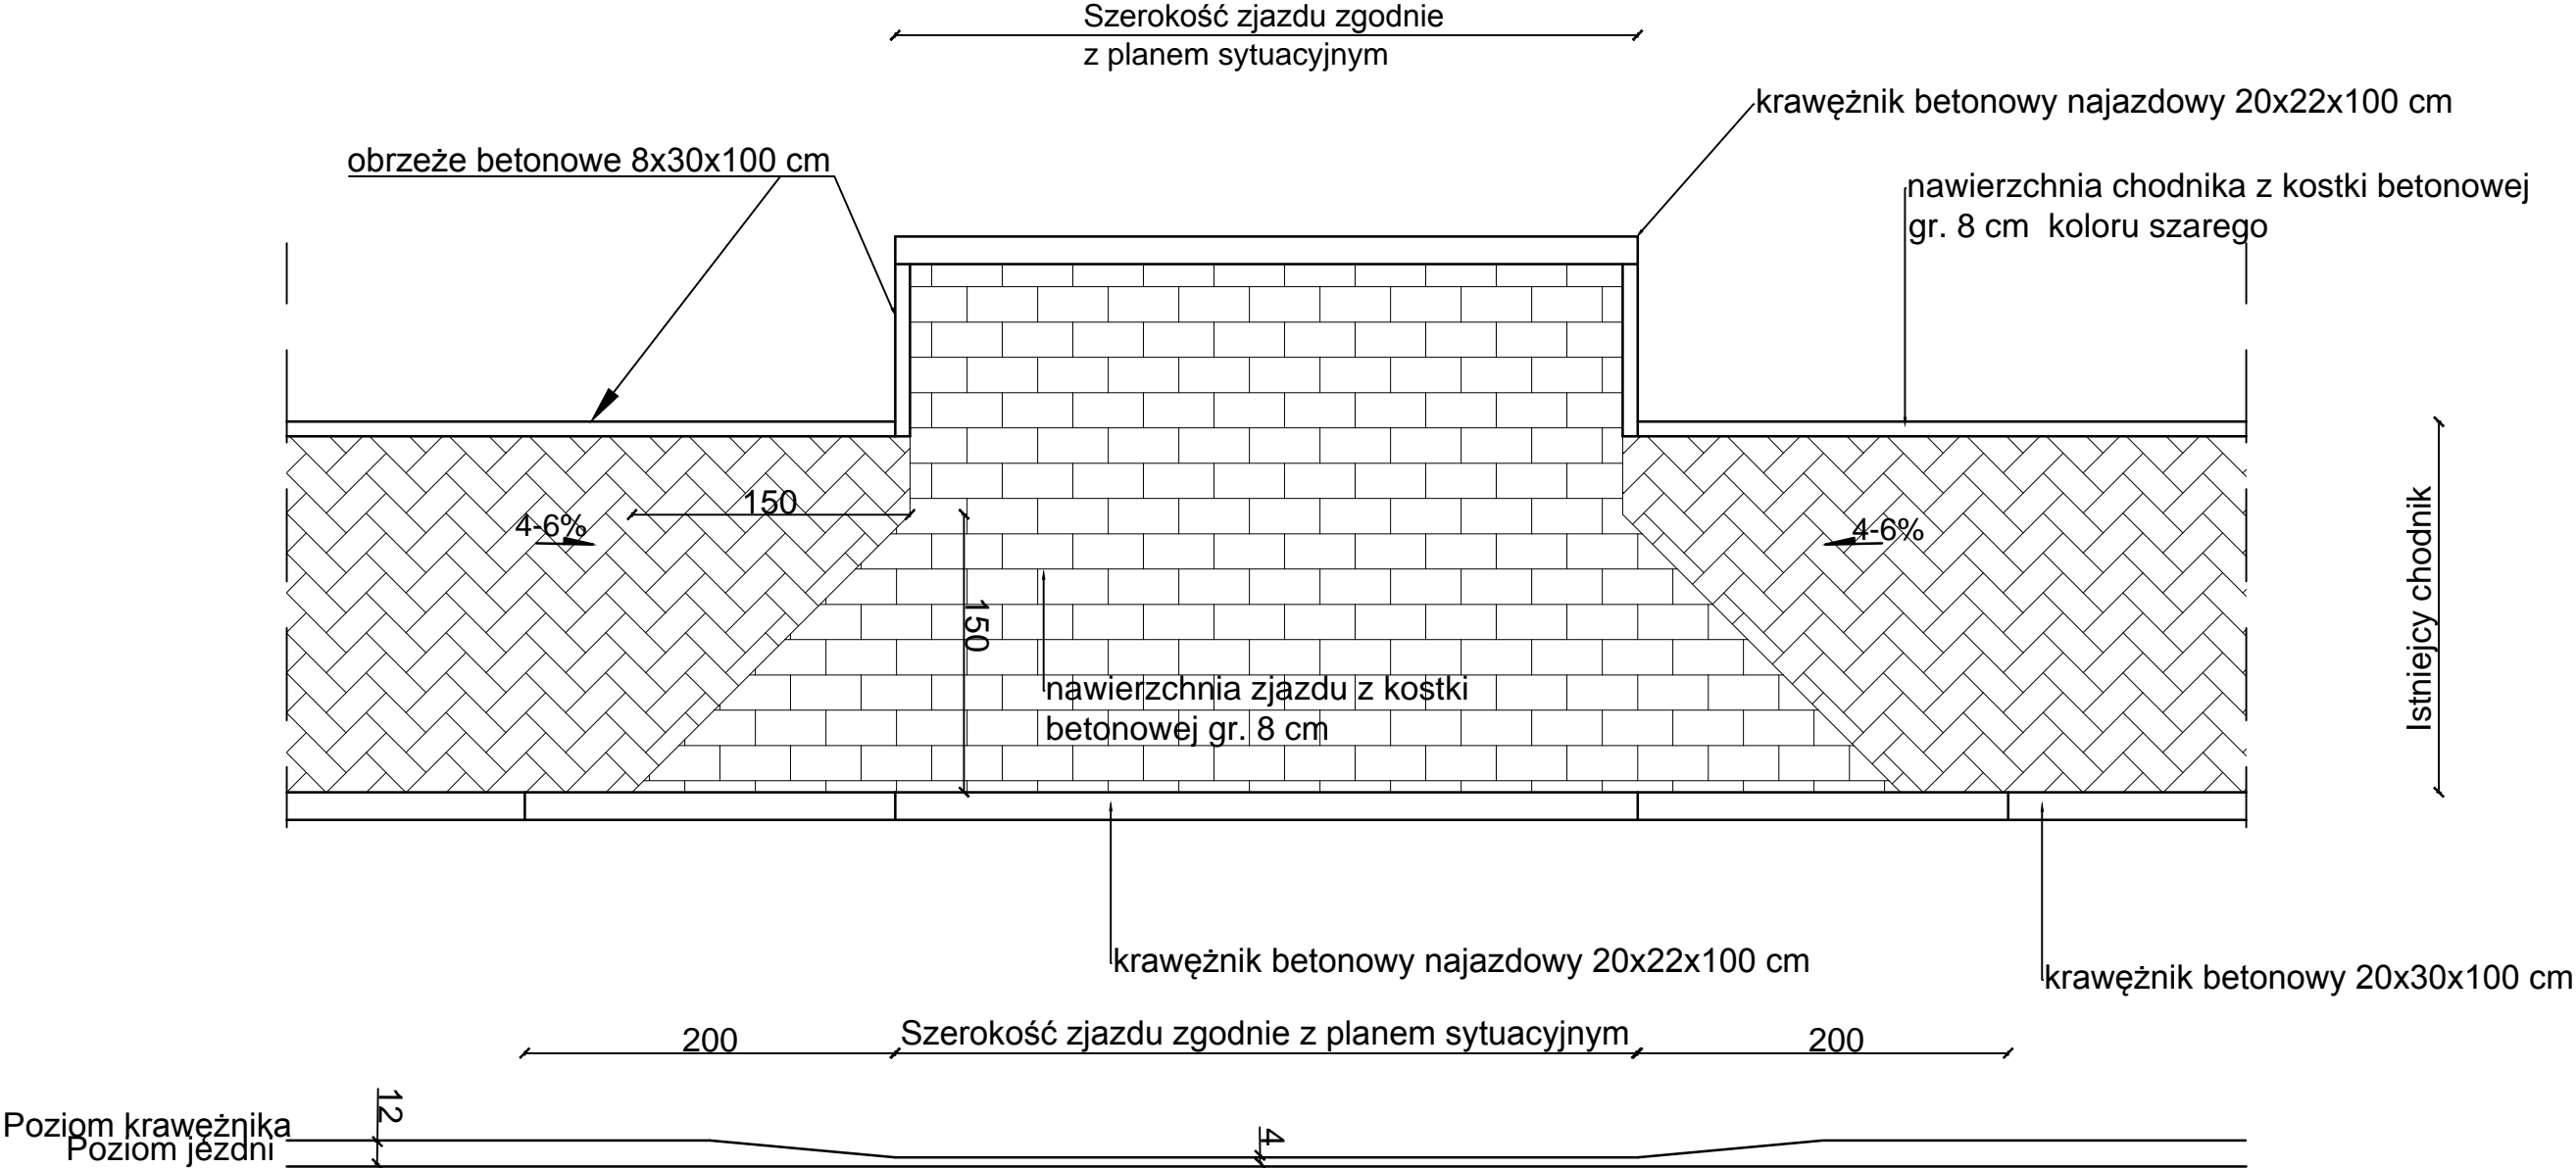 Szerokość zjazdu zgodnie
z planem sytuacyjnym
krawężnik betonowy najazdowy 20x22x100 cm
obrzeże betonowe 8x30x100 cm
nawierzchnia chodnika z kostki betonowej
gr. 8 cm koloru szarego
150
4-6%
4-6%
150
Istniejcy chodnik
nawierzchnia zjazdu z kostki
betonowej gr. 8 cm
krawężnik betonowy najazdowy 20x22x100 cm
krawężnik betonowy 20x30x100 cm
200
Szerokość zjazdu zgodnie z planem sytuacyjnym
200
12
Poziom krawężnika
Poziom jezdni
4